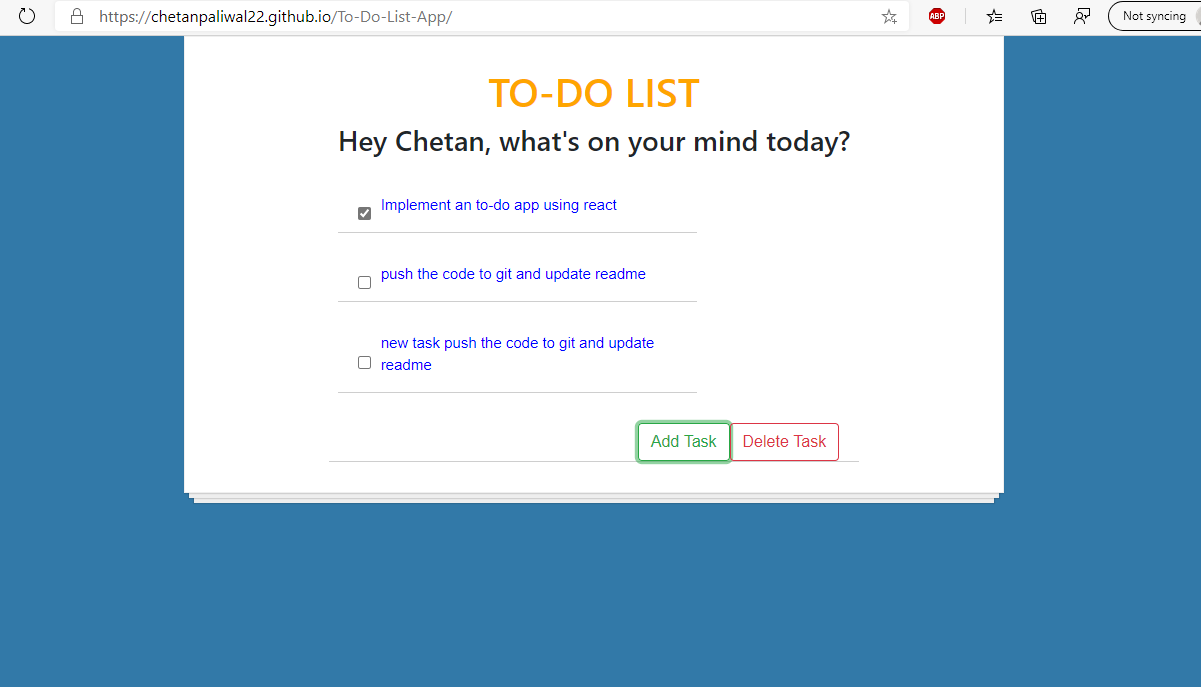 https://chetanpaliwal22.github.io/To-Do-List-App/
ABP
Not syncing
TO-DO LIST
Hey Chetan, what's on your mind today?
Implement an to-do app using react
push the code to git and update readme
new task push the code to git and update
readme
Add Task
Delete Task